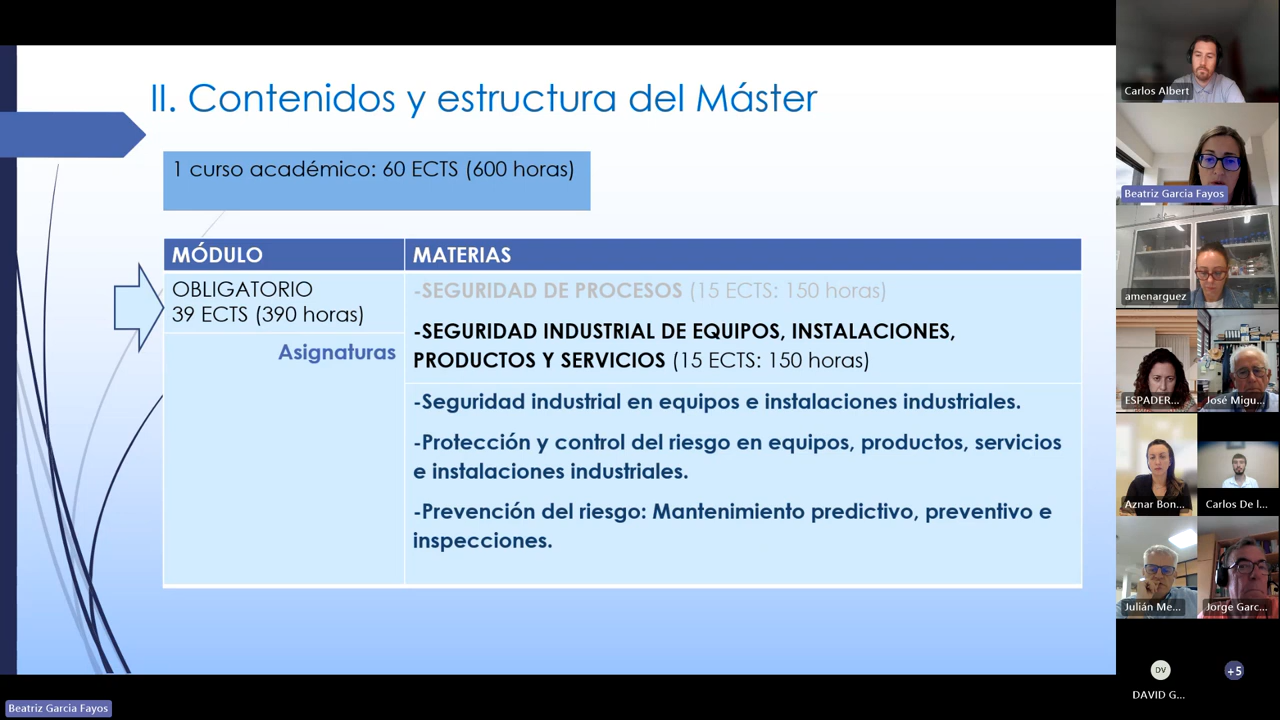 II. Contenidos y estructura del Máster
1 curso académico: 60 ECTS (600 horas)
MÓDULO
MATERIAS
OBLIGATORIO
39 ECTS (390 horas)
Asignaturas
-SEGURIDAD DE PROCESOS (15 ECTS: 150 horas)
-SEGURIDAD INDUSTRIAL DE EQUIPOS, INSTALACIONES,
PRODUCTOS Y SERVICIOS (15 ECTS: 150 horas)
-Seguridad industrial en equipos e instalaciones industriales.
-Protección y control del riesgo en equipos, productos, servicios
e instalaciones industriales.
-Prevención del riesgo: Mantenimiento predictivo, preventivo e
inspecciones.
Carlos Albert
Beatriz Garcia Fayos
amenarguez
ESPADER...
José Migu...
Aznar Bon...
Carlos De l...
Julián Me...
Jorge Garc...
DV
DAVID G...
+5
Beatriz Garcia Fayos